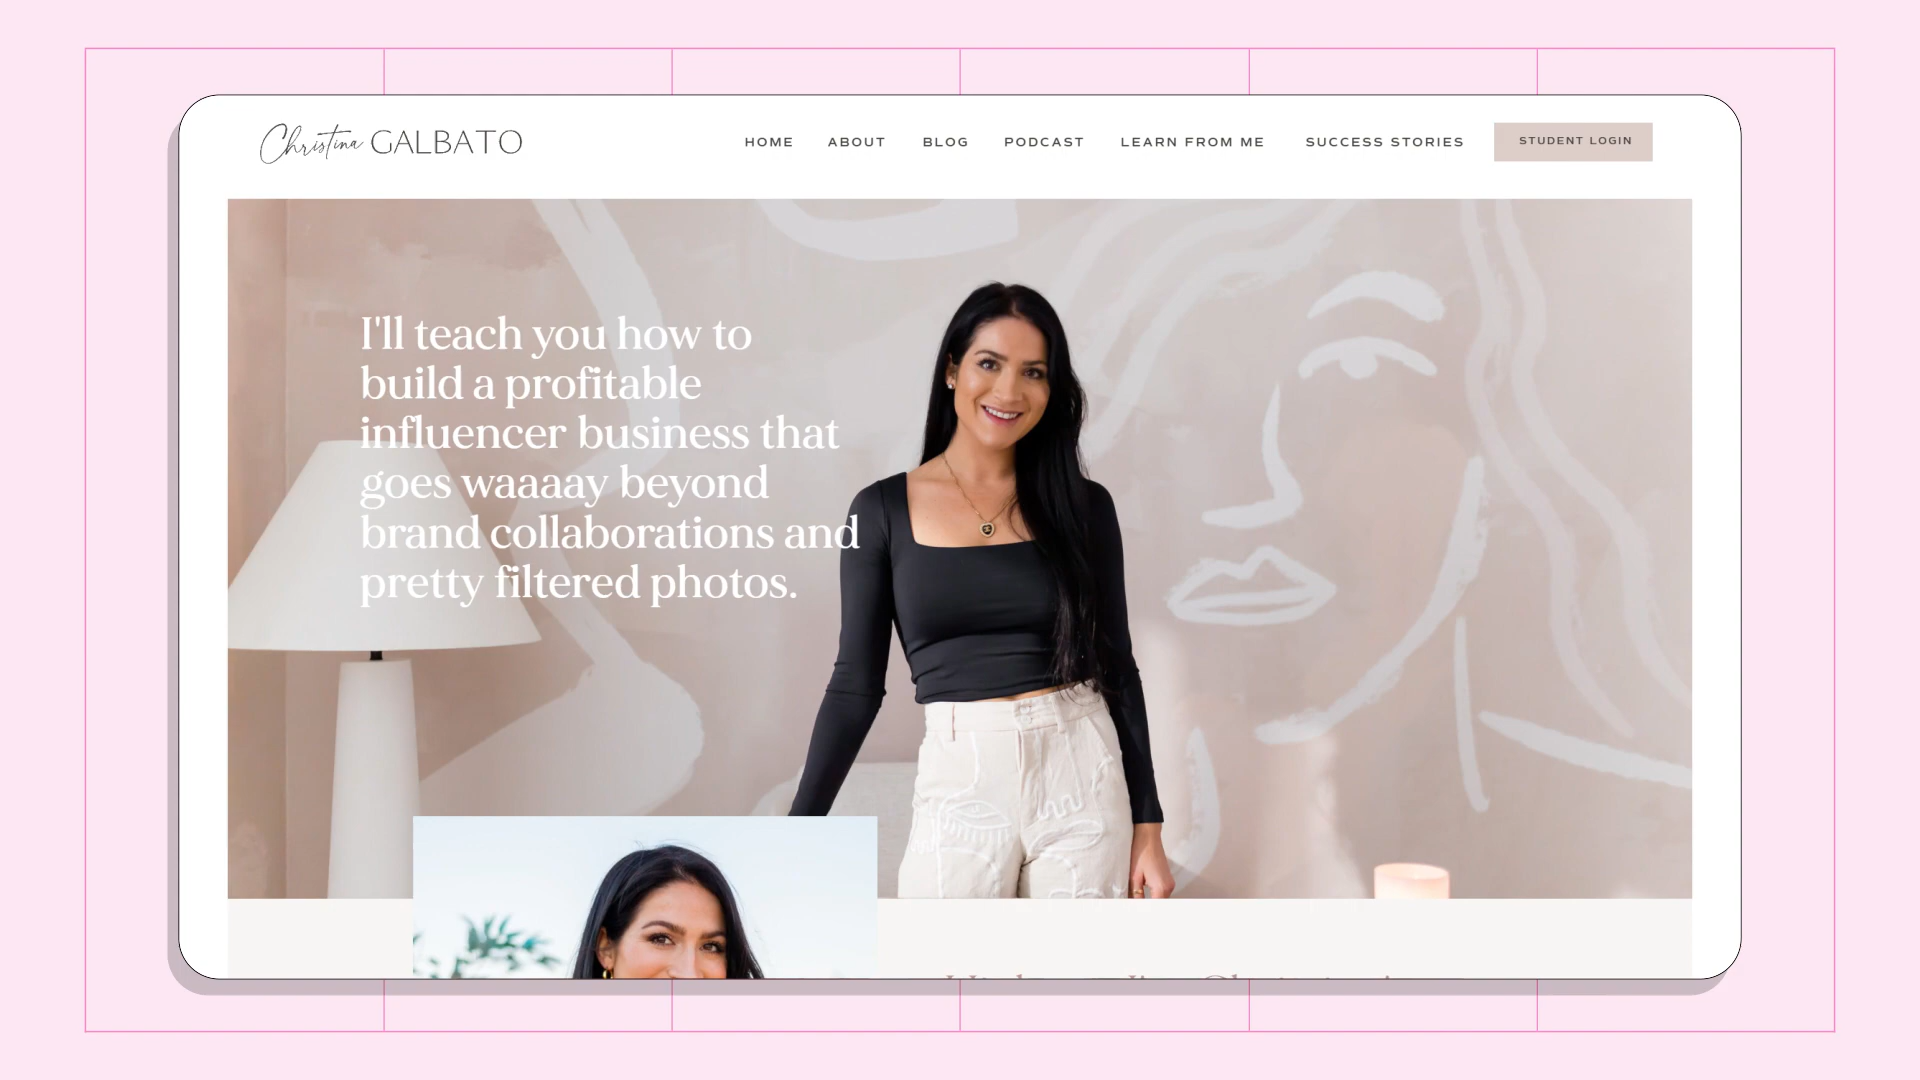 Christina GALBATO
HOME ABOUT BLOG PODCAST LEARN FROM ME SUCCESS STORIES STUDENT LOGIN
I'll teach you how to
build a profitable
influencer business that
goes waaaay beyond
brand collaborations and
pretty filtered photos.